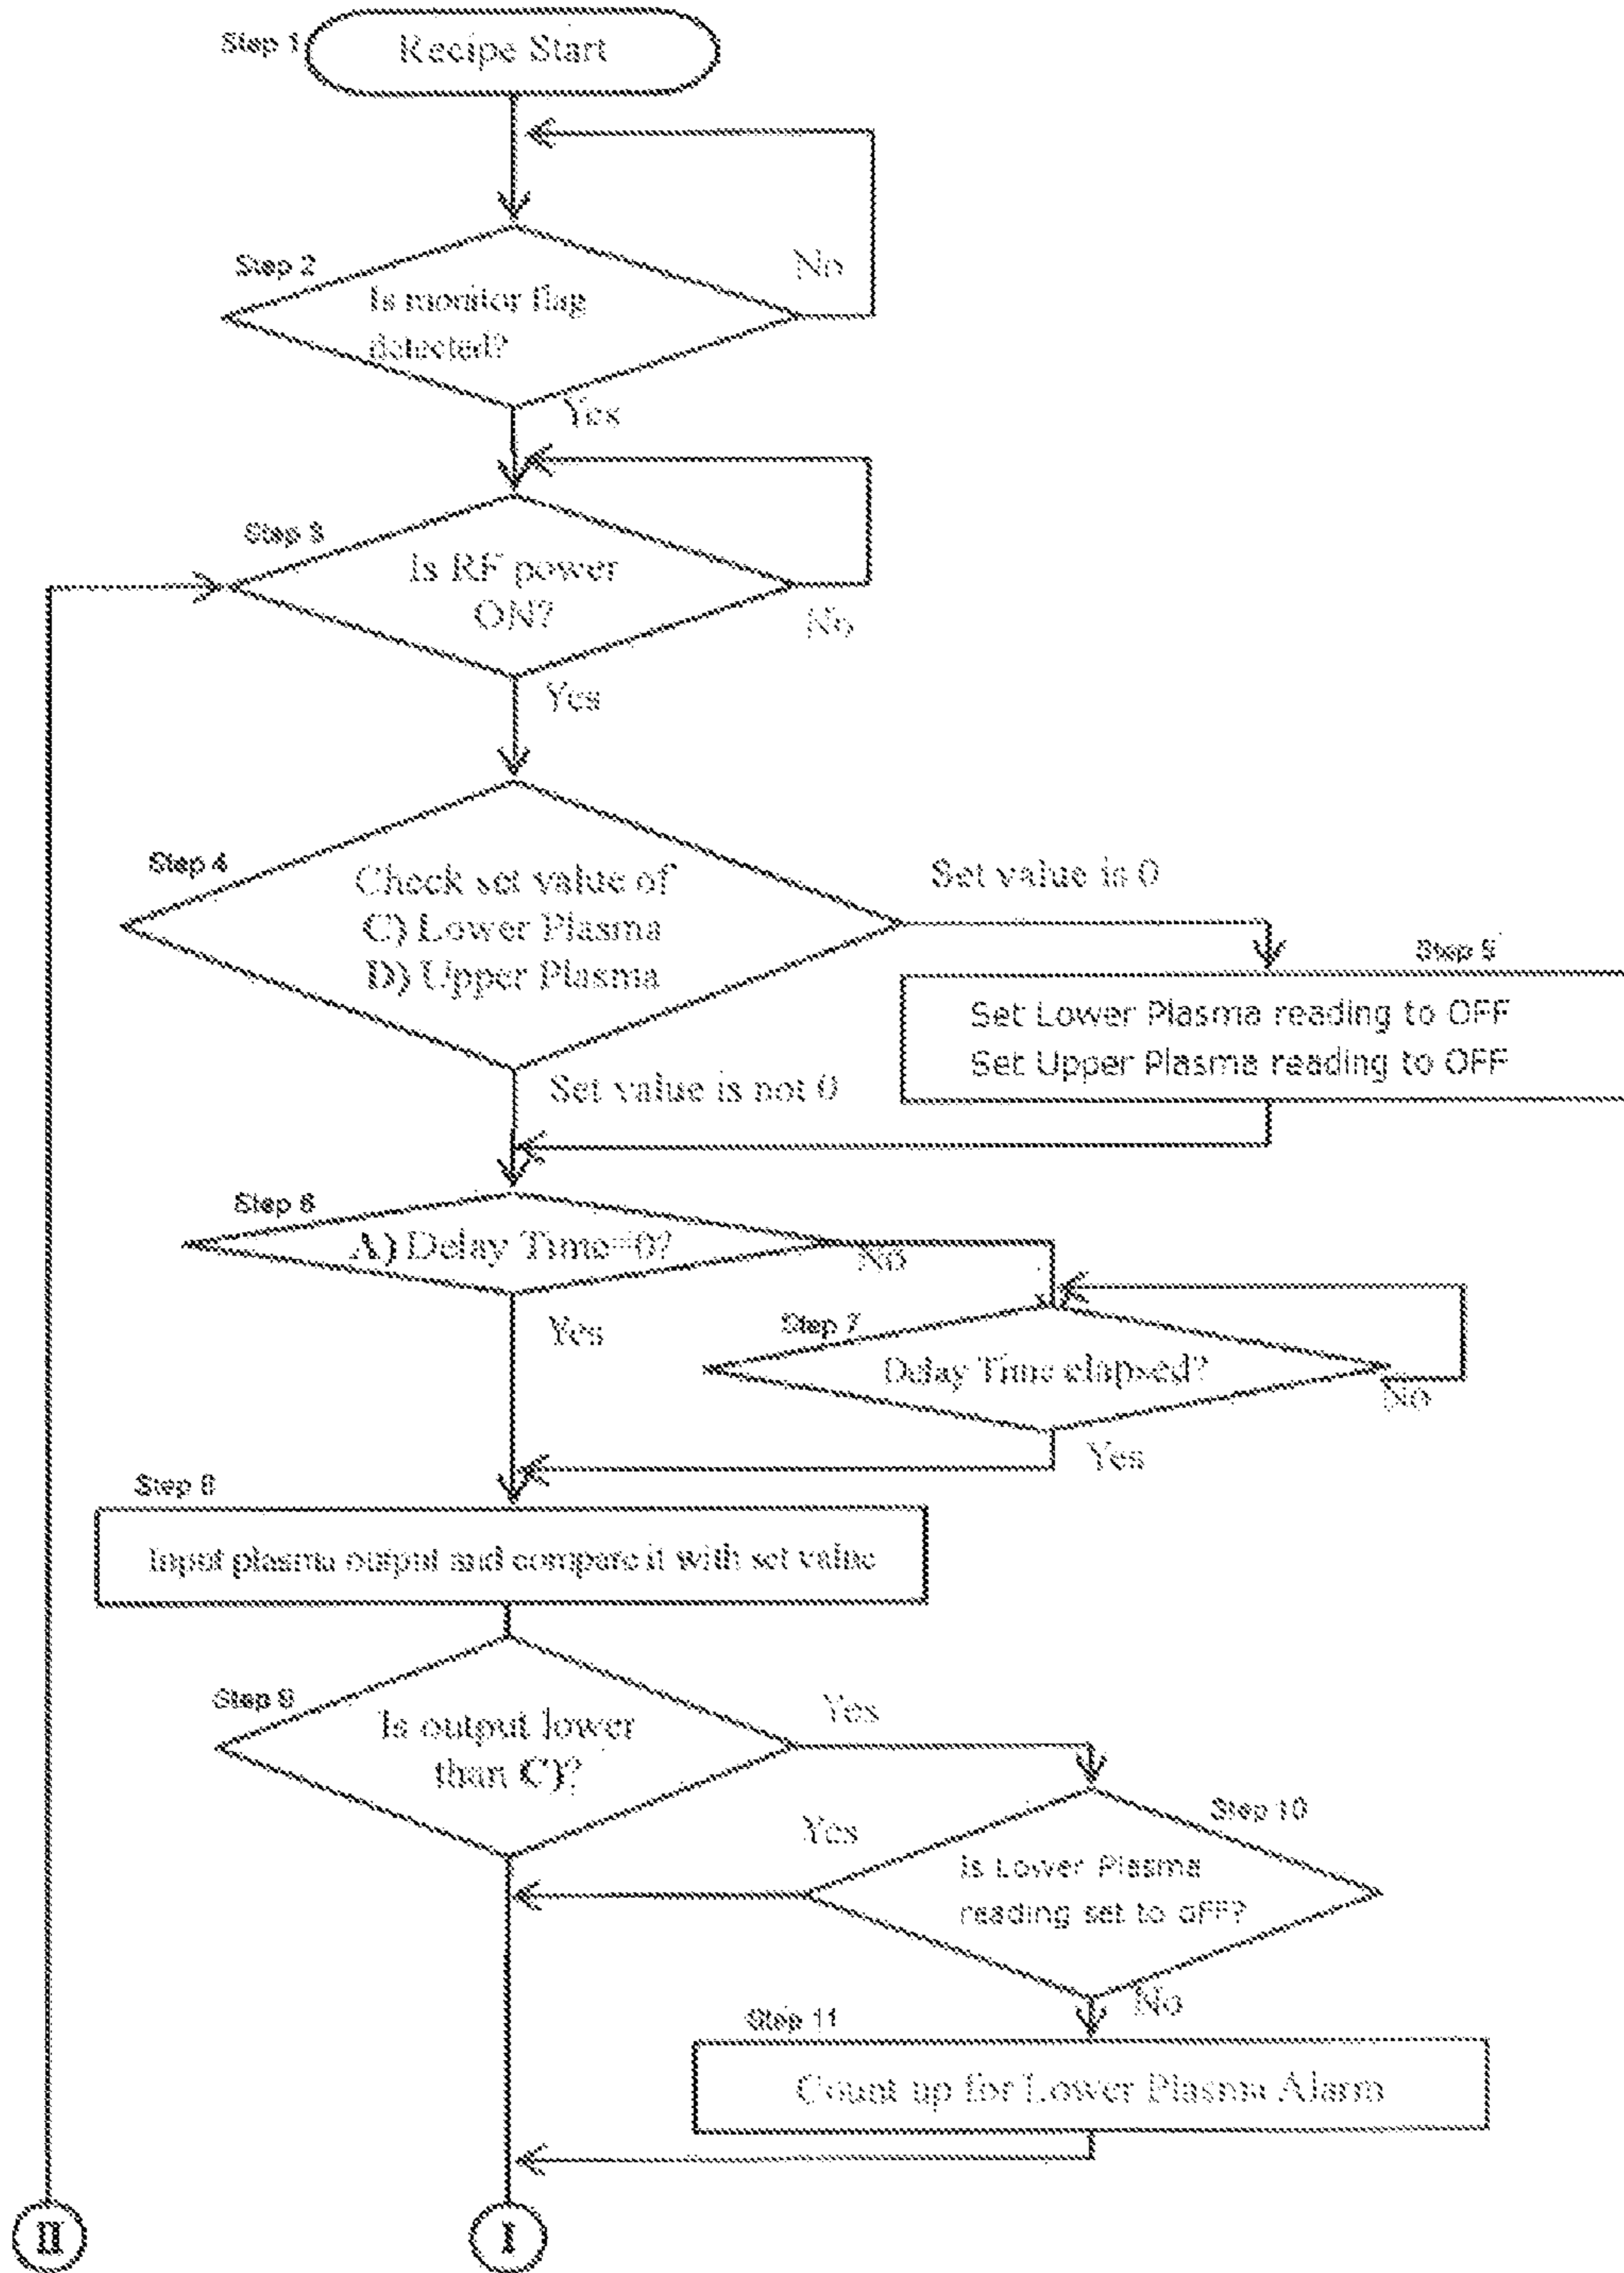 Step 1
Recipe Start
Step 2
No
Is monitor flag
detected?
Yes
Step 3
Is RF power
ON?
No
Yes
Step 4
Check set value of
C) Lower Plasma
D) Upper Plasma
Set value is 0
Step 5
Set Lower Plasma reading to OFF
Set Upper Plasma reading to OFF
Set value is not 0
Step 6
A) Delay Time=0?
No
Yes
Step 7
Delay Time elapsed?
No
Yes
Step 8
Input plasma output and compare it with set value
Step 9
Is output lower
than C)?
Yes
Step 10
Yes
Is Lower Plasma
reading set to oFF?
No
Step 11
Count up for Lower Plasma Alarm
II
I